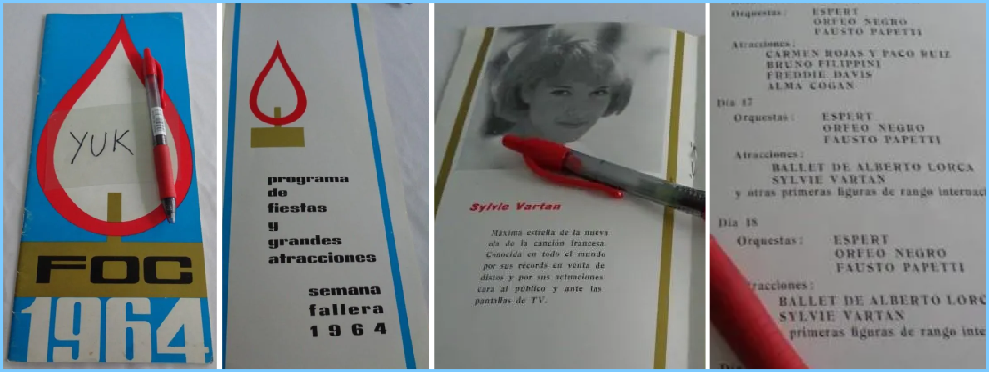 YUK
FOC
1964
programa
de
fiestas
y
grandes
atracciones
semana
fallera
1964
Sylvie Vartan
Máxima estrella de la nueva
ola de la canción francesa.
Conocida en todo el mundo
por sus récords en venta de
discos y por sus actuaciones
cara al público y ante las
pantallas de TV.
Orquestas: ESPERT
ORFEO NEGRO
FAUSTO PAPETTI
Atracciones:
CARMEN ROJAS Y PACO RUIZ
BRUNO FILIPPINI
FREDDIE DAVIS
ALMA COGAN
Día 17
Orquestas: ESPERT
ORFEO NEGRO
FAUSTO PAPETTI
Atracciones:
BALLET DE ALBERTO LORCA
SYLVIE VARTAN
y otras primeras figuras de rango internaci
Día 18
Orquestas: ESPERT
ORFEO NEGRO
FAUSTO PAPETTI
racciones:
BALLET DE ALBERTO LORC
SYLVIE VARTAN
primeras figuras de rango inte